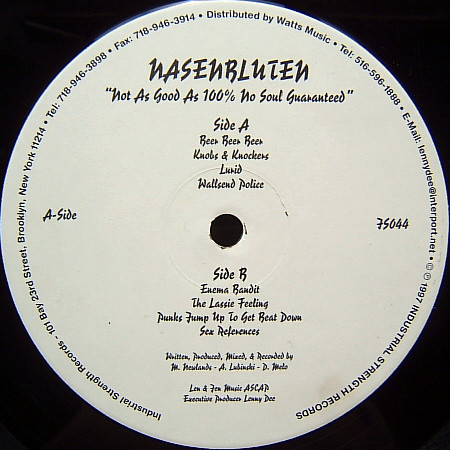 NASENBLUTEN
"Not As Good As 100% No Soul Guaranteed"
Side A
Beer Beer Beer
Knobs & Knockers
Lurid
Wallsend Police
A-Side
IS044
Side B
Enema Bandit
The Lassie Feeling
Punks Jump Up To Get Beat Down
Sex References
Written, Produced, Mixed, & Recorded by
M. Newlands - A. Lubinski - D. Melo
Len & Jen Music ASCAP
Executive Producer Lenny Dee
Industrial Strength Records - 101 Bay 23rd Street, Brooklyn, New York 11214 • Tel: 718-946-3898 • Fax: 718-946-3914 • Distributed by Watts Music • Tel: 516-596-1888 • E-Mail: lennydee@interport.net • © ℗ 1997 INDUSTRIAL STRENGTH RECORDS